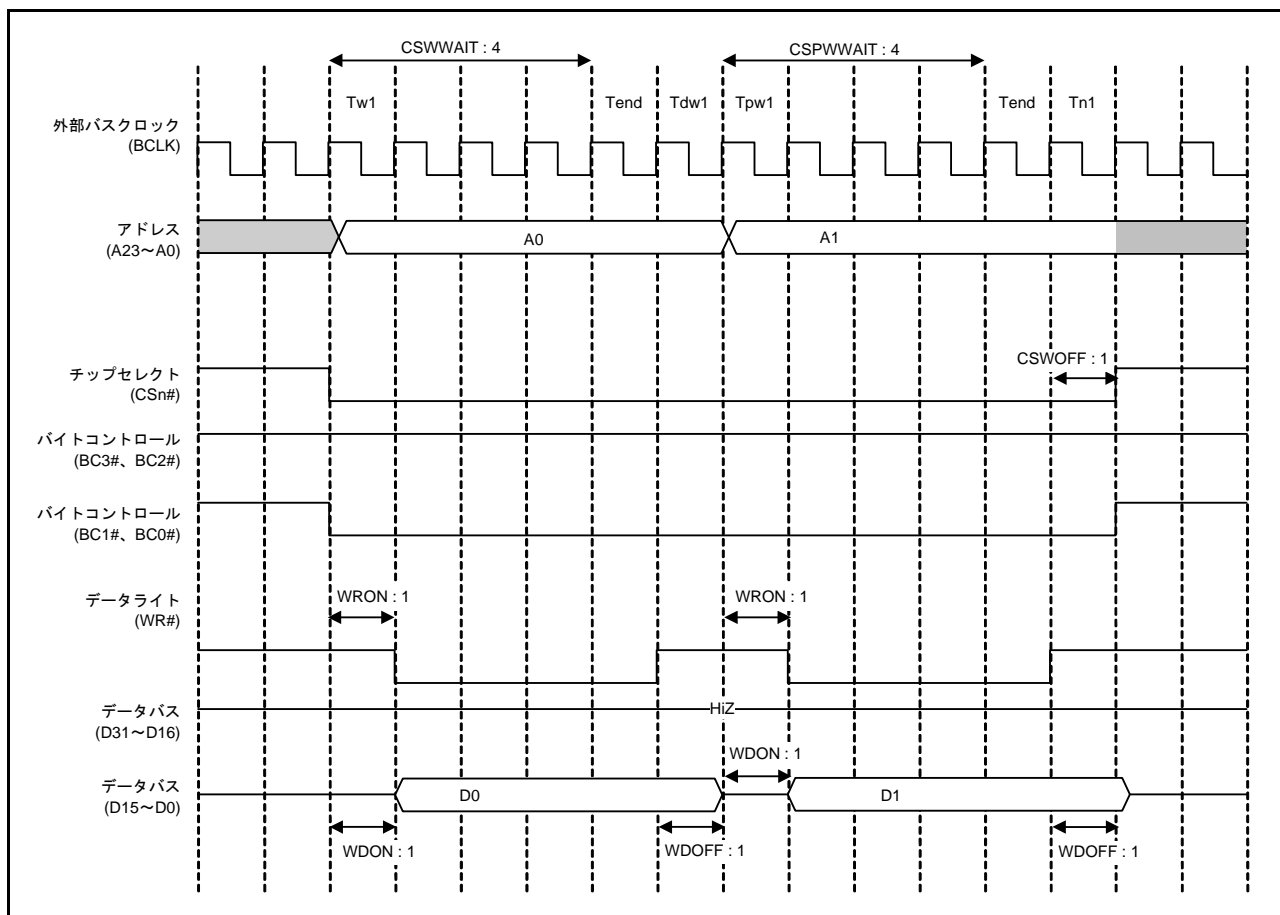 CSWWAIT : 4
CSPWWAIT : 4
Tw1
Tend
Tdw1
Tpw1
Tend
Tn1
外部バスクロック
(BCLK)
アドレス
(A23～A0)
A0
A1
チップセレクト
(CSn#)
CSWOFF : 1
バイトコントロール
(BC3#、BC2#)
バイトコントロール
(BC1#、BC0#)
データライト
(WR#)
WRON : 1
WRON : 1
データバス
(D31～D16)
HiZ
データバス
(D15～D0)
WDON : 1
D0
D1
WDON : 1
WDOFF : 1
WDOFF : 1